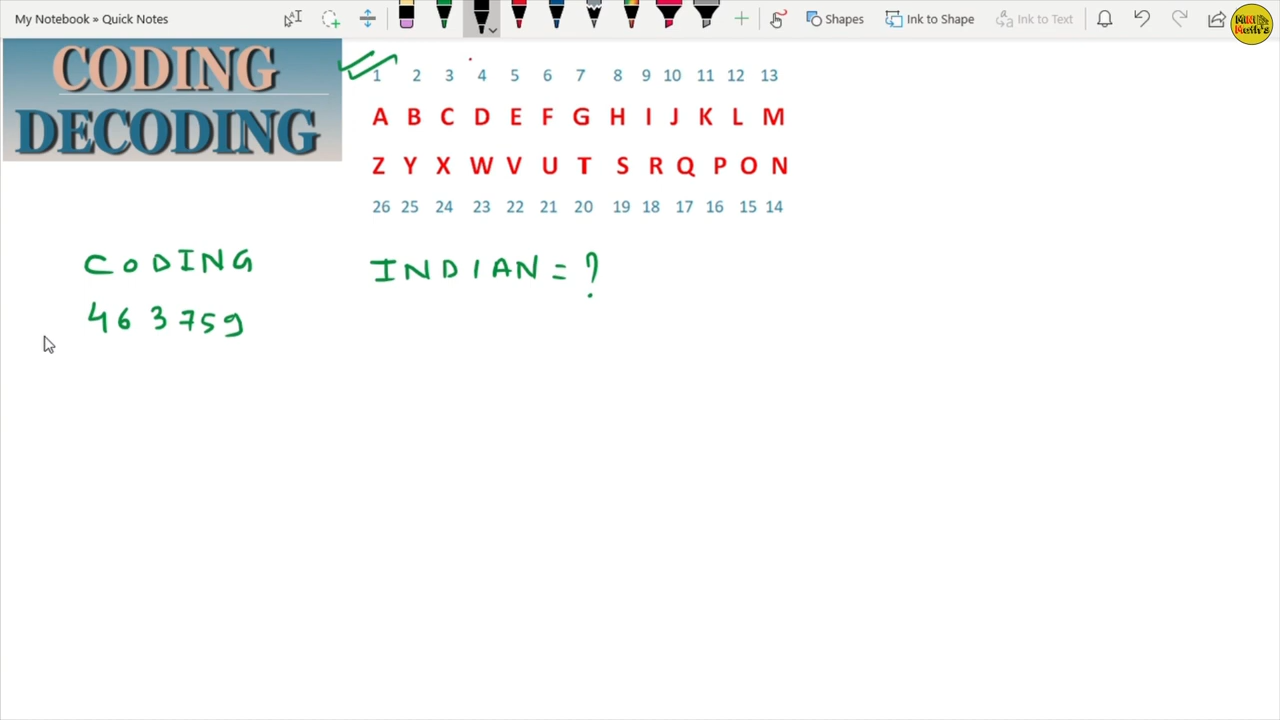 My Notebook » Quick Notes
Shapes
Ink to Shape
Ink to Text
CODING
DECODING
1 2 3 4 5 6 7 8 9 10 11 12 13
A B C D E F G H I J K L M
Z Y X W V U T S R Q P O N
26 25 24 23 22 21 20 19 18 17 16 15 14
CODING
463759
INDIAN = ?